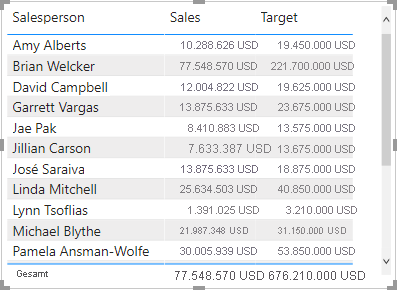 Salesperson Sales Target
Amy Alberts 10.288.626 USD 19.450.000 USD
Brian Welcker 77.548.570 USD 221.700.000 USD
David Campbell 12.004.822 USD 19.625.000 USD
Garrett Vargas 13.875.633 USD 23.675.000 USD
Jae Pak 8.410.883 USD 13.575.000 USD
Jillian Carson 7,633.387 USD 13.675.000 USD
José Saraiva 13.875.633 USD 18.875.000 USD
Linda Mitchell 25.634.503 USD 40.850.000 USD
Lynn Tsoflias 1.391.025 USD 3.210.000 USD
Michael Blythe 21.987.348 USD 31.150.000 USD
Pamela Ansman-Wolfe 30.005.939 USD 53.850.000 USD
Gesamt 77.548.570 USD 676.210.000 USD